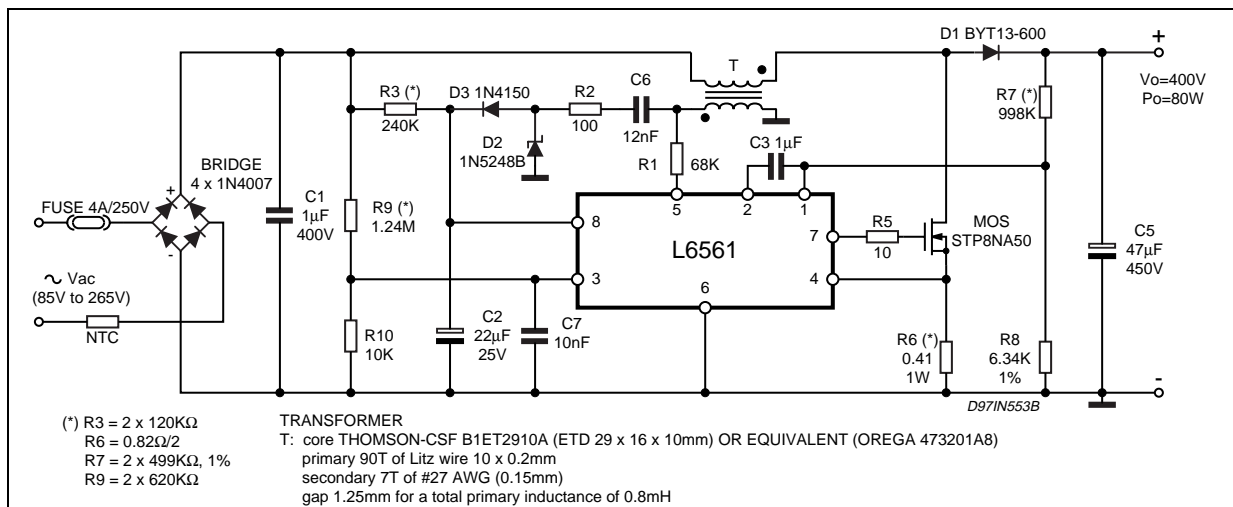 D1 BYT13-600
+
Vo=400V
Po=80W
T
R3 (*)
240K
D3 1N4150
R2
100
C6
12nF
R7 (*)
998K
D2
1N5248B
C3 1µF
R1
68K
BRIDGE
4 x 1N4007
+
-
FUSE 4A/250V
C1
1µF
400V
R9 (*)
1.24M
5
2
1
8
7
3
4
6
L6561
R5
10
MOS
STP8NA50
C5
47µF
450V
~ Vac
(85V to 265V)
NTC
R10
10K
C2
22µF
25V
C7
10nF
R6 (*)
0.41
1W
R8
6.34K
1%
-
D97IN553B
(*) R3 = 2 x 120KΩ
R6 = 0.82Ω/2
R7 = 2 x 499KΩ, 1%
R9 = 2 x 620KΩ
TRANSFORMER
T: core THOMSON-CSF B1ET2910A (ETD 29 x 16 x 10mm) OR EQUIVALENT (OREGA 473201A8)
primary 90T of Litz wire 10 x 0.2mm
secondary 7T of #27 AWG (0.15mm)
gap 1.25mm for a total primary inductance of 0.8mH